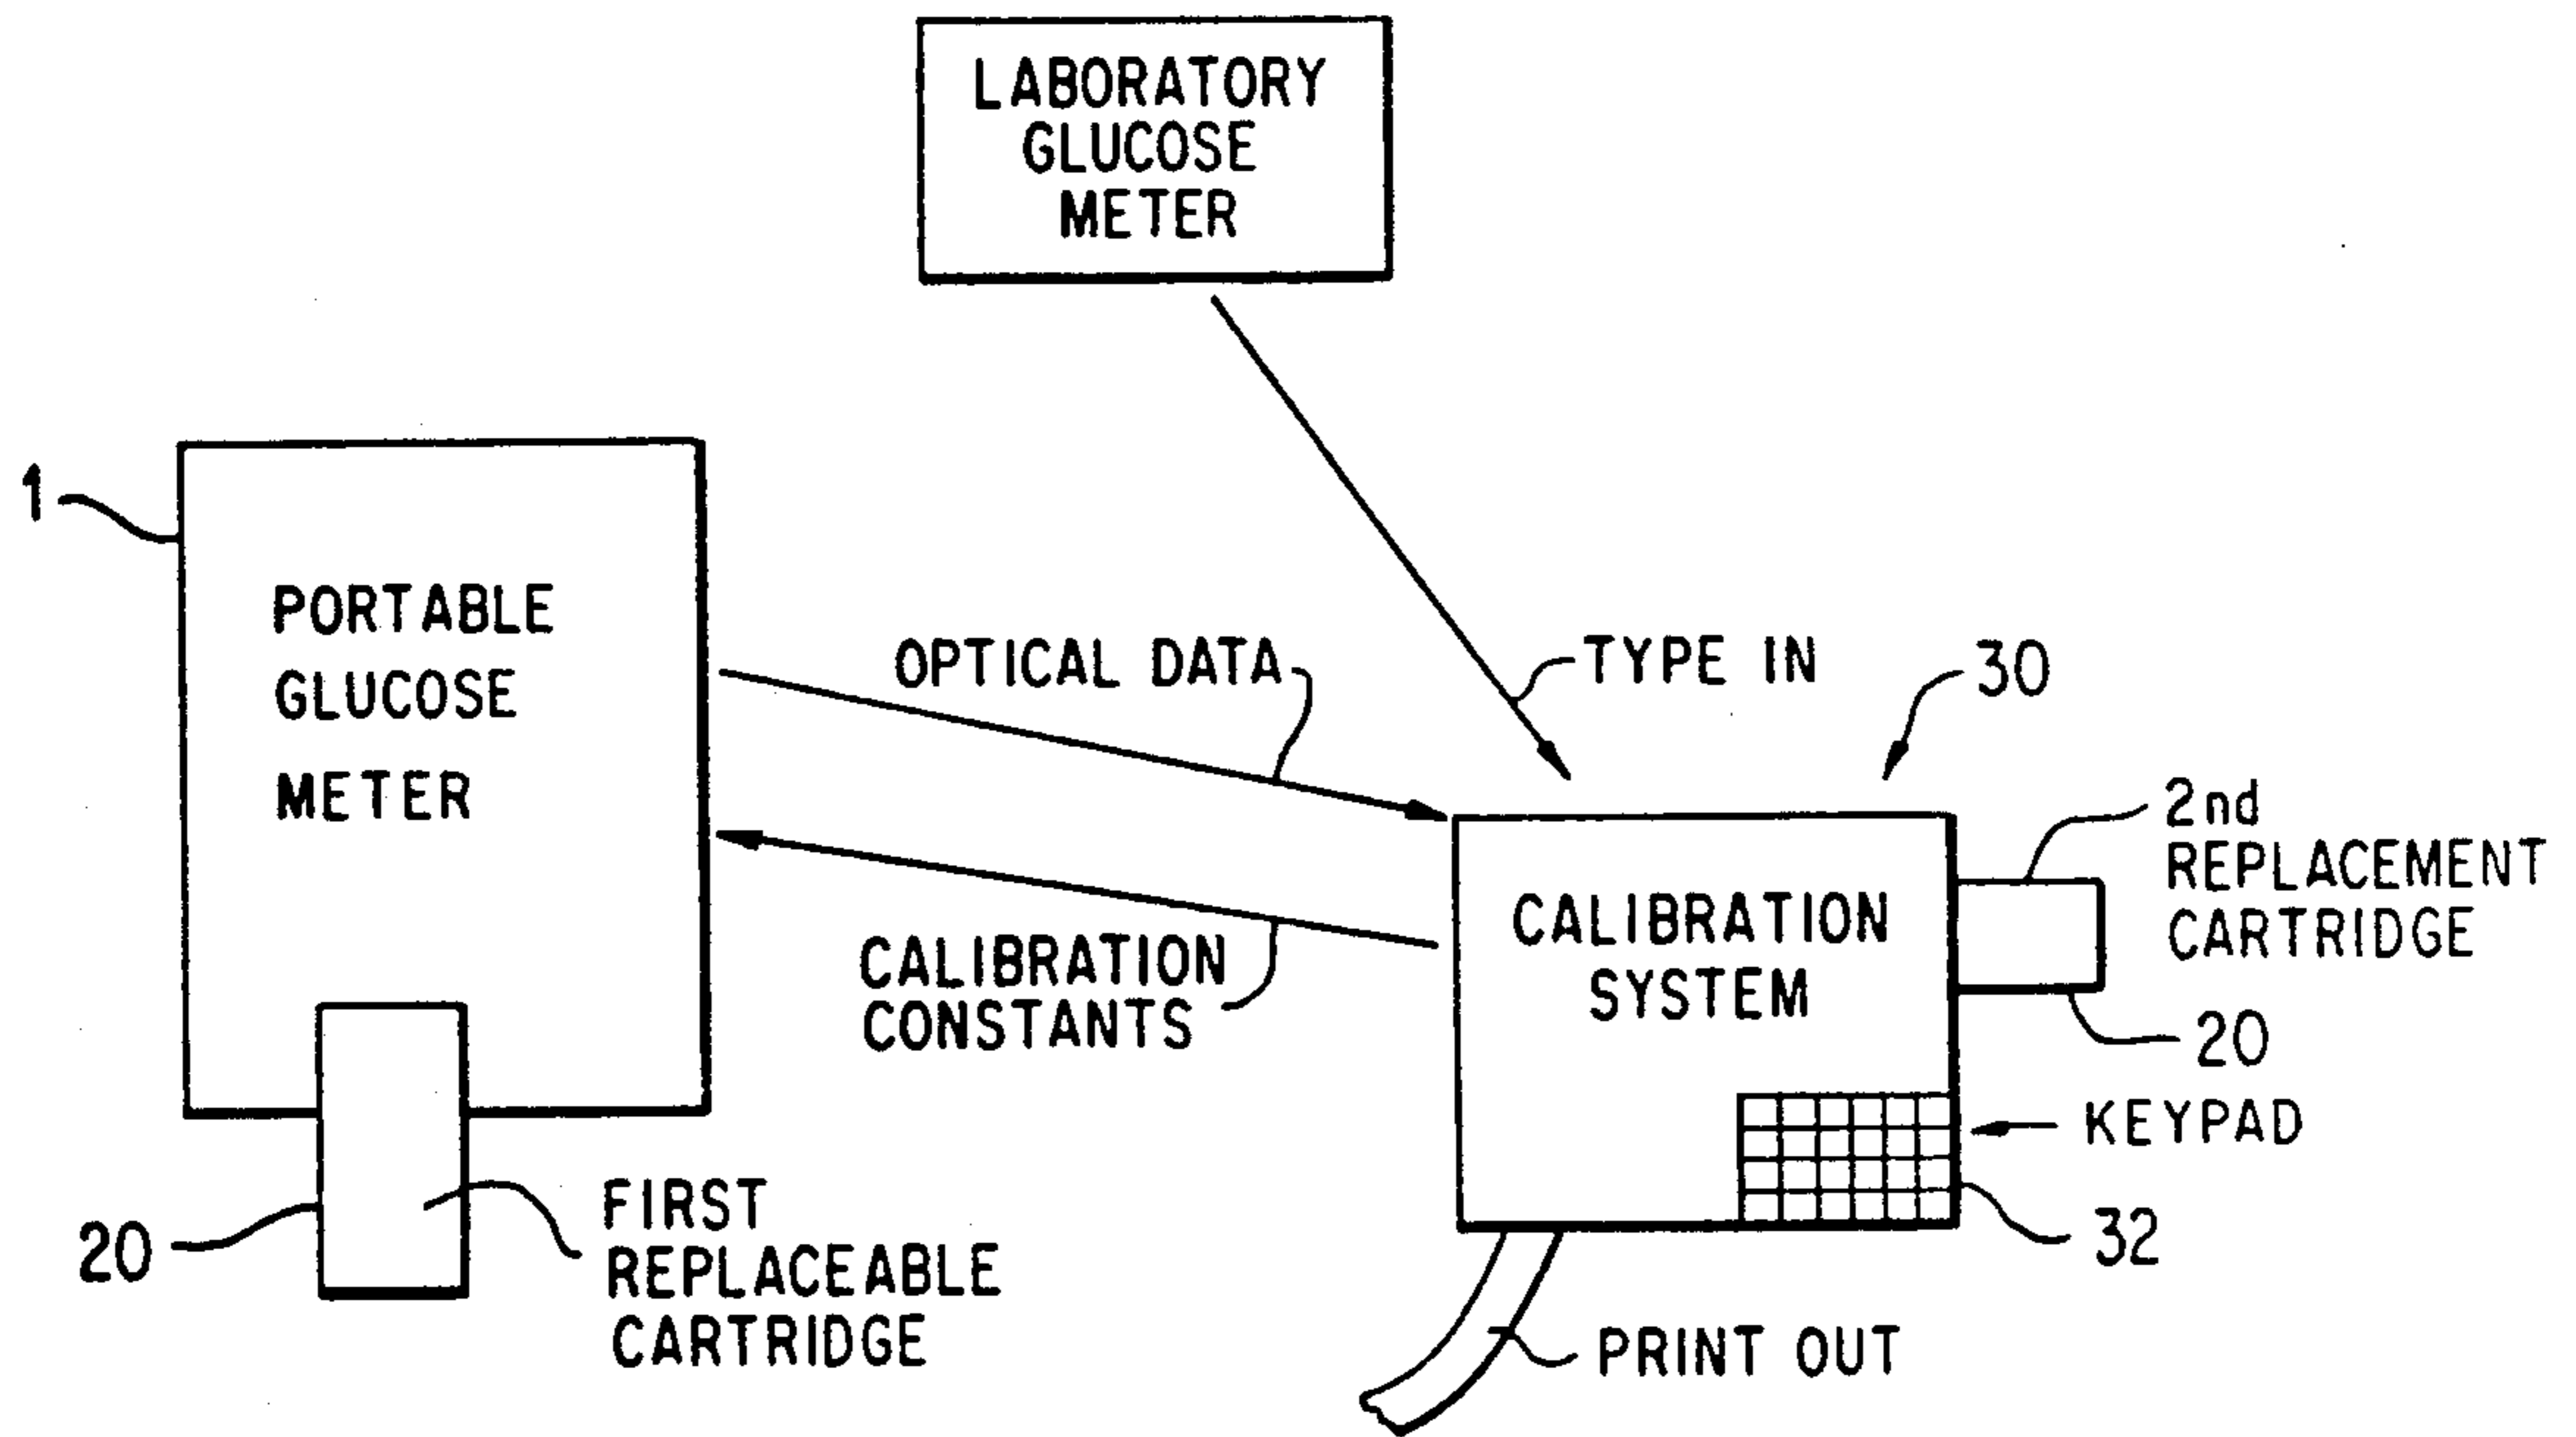 LABORATORY
GLUCOSE
METER
1
PORTABLE
GLUCOSE
METER
OPTICAL DATA
TYPE IN
30
2nd
REPLACEMENT
CARTRIDGE
CALIBRATION
SYSTEM
CALIBRATION
CONSTANTS
20
KEYPAD
32
20
FIRST
REPLACEABLE
CARTRIDGE
PRINT OUT